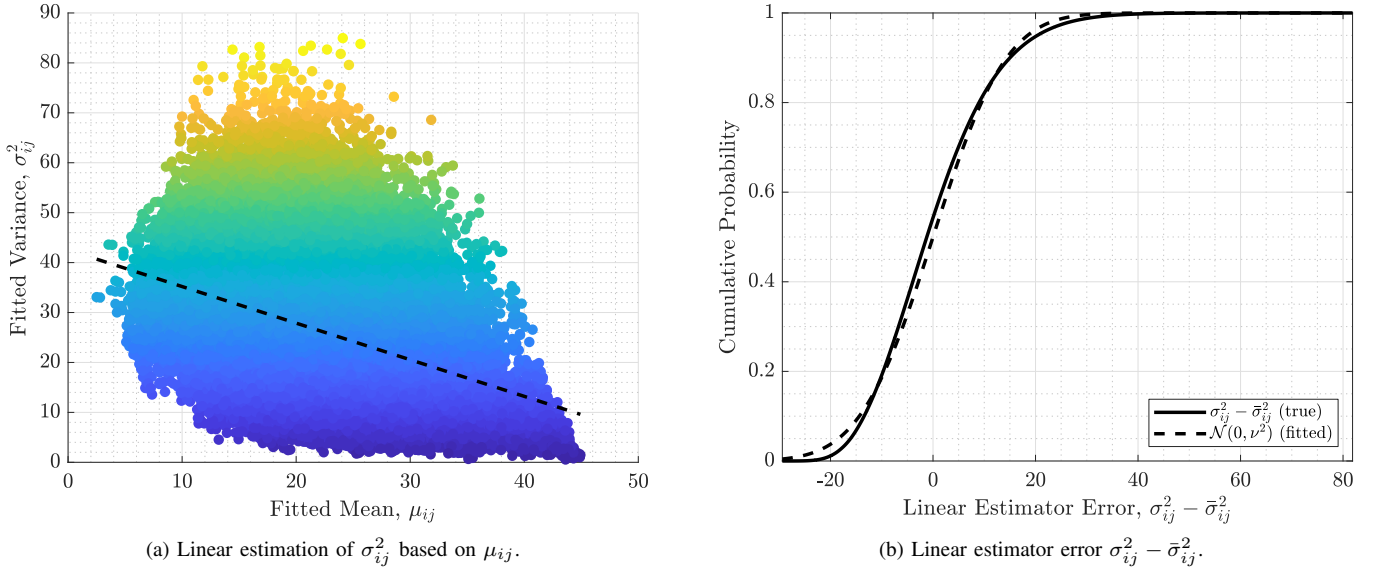 90
80
70
60
50
40
30
20
10
0
Fitted Variance, σ²ᵢⱼ
0 10 20 30 40 50
Fitted Mean, μᵢⱼ
(a) Linear estimation of σ²ᵢⱼ based on μᵢⱼ.
1
0.8
0.6
0.4
0.2
0
Cumulative Probability
-20 0 20 40 60 80
σ²ᵢⱼ − σ̄²ᵢⱼ (true)
𝒩(0, ν²) (fitted)
Linear Estimator Error, σ²ᵢⱼ − σ̄²ᵢⱼ
(b) Linear estimator error σ²ᵢⱼ − σ̄²ᵢⱼ.